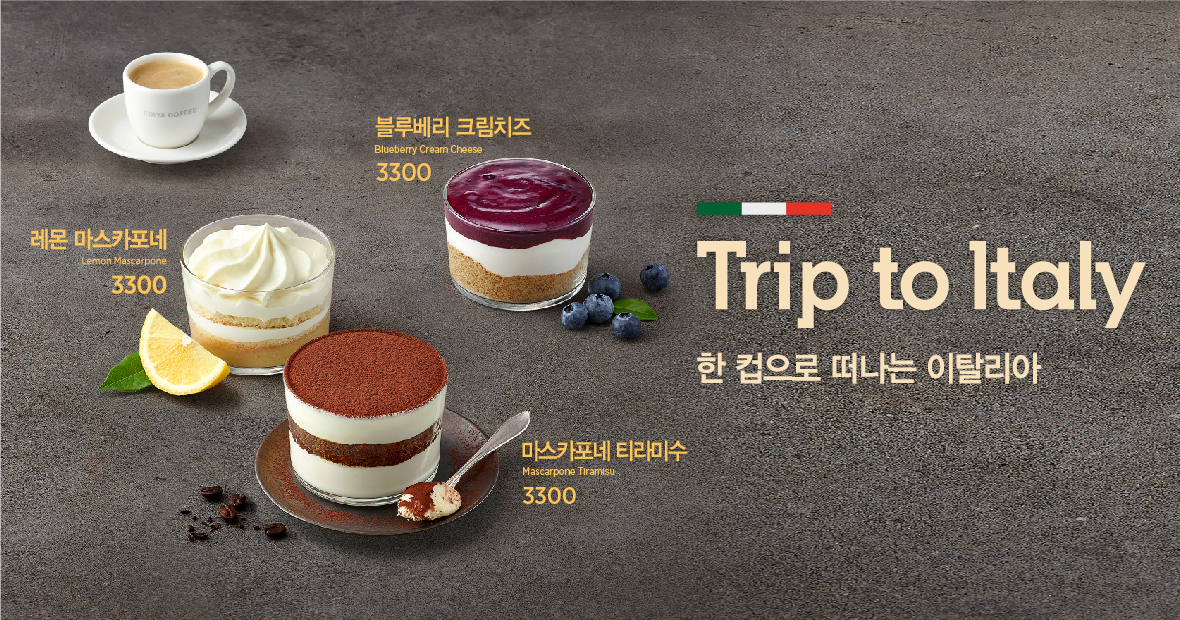 EDIYA COFFEE
블루베리 크림치즈
Blueberry Cream Cheese
3300
레몬 마스카포네
Lemon Mascarpone
3300
마스카포네 티라미수
Mascarpone Tiramisu
3300
Trip to Italy
한 컵으로 떠나는 이탈리아